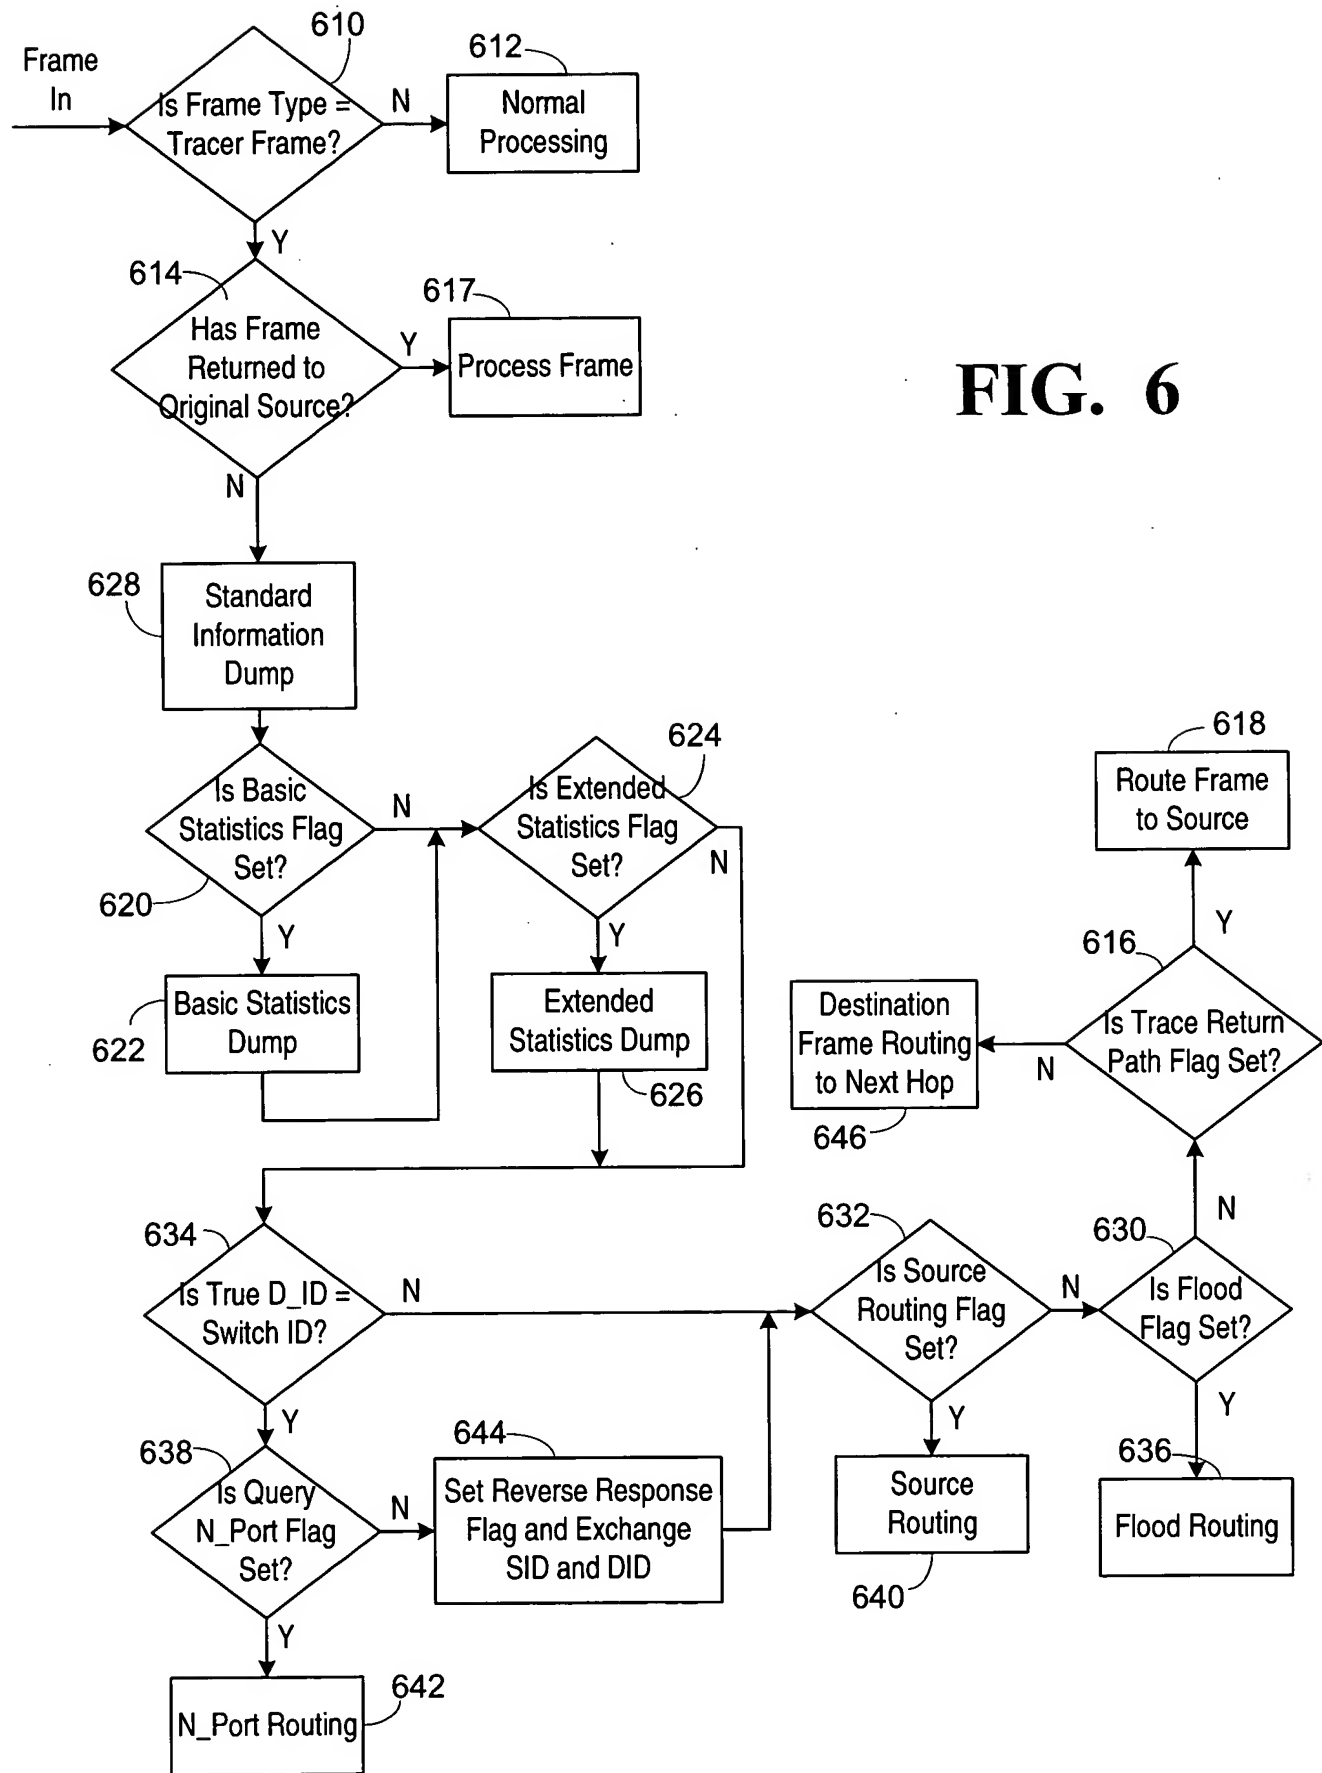 610
Frame
In
Is Frame Type =
Tracer Frame?
N
612
Normal
Processing
Y
614
Has Frame
Returned to
Original Source?
Y
617
Process Frame
FIG. 6
N
628
Standard
Information
Dump
Is Basic
Statistics Flag
Set?
620
N
624
Is Extended
Statistics Flag
Set?
N
Y
622
Basic Statistics
Dump
Y
Extended
Statistics Dump
626
618
Route Frame
to Source
Y
616
Is Trace Return
Path Flag Set?
N
Destination
Frame Routing
to Next Hop
646
N
634
Is True D_ID =
Switch ID?
N
632
Is Source
Routing Flag
Set?
N
630
Is Flood
Flag Set?
Y
638
Is Query
N_Port Flag
Set?
N
644
Set Reverse Response
Flag and Exchange
SID and DID
Y
Source
Routing
640
Y
636
Flood Routing
Y
642
N_Port Routing